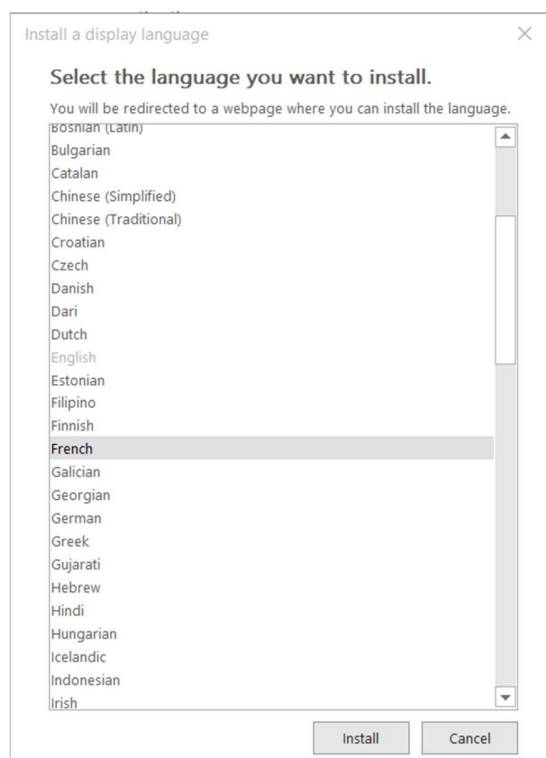 Install a display language
Select the language you want to install.
You will be redirected to a webpage where you can install the language.
Bosnian (Latin)
Bulgarian
Catalan
Chinese (Simplified)
Chinese (Traditional)
Croatian
Czech
Danish
Dari
Dutch
English
Estonian
Filipino
Finnish
French
Galician
Georgian
German
Greek
Gujarati
Hebrew
Hindi
Hungarian
Icelandic
Indonesian
Irish
Install Cancel